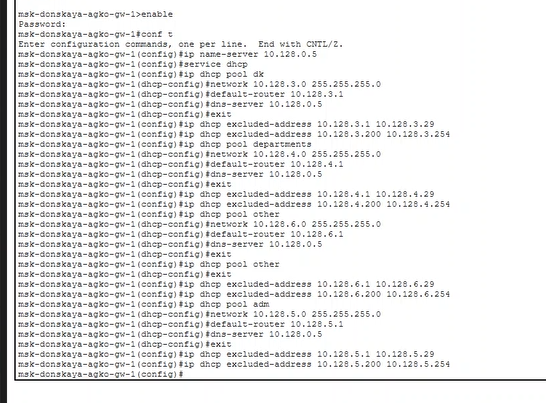 msk-donskaya-agko-gw-1>enable
Password:
msk-donskaya-agko-gw-1#conf t
Enter configuration commands, one per line.  End with CNTL/Z.
msk-donskaya-agko-gw-1(config)#ip name-server 10.128.0.5
msk-donskaya-agko-gw-1(config)#service dhcp
msk-donskaya-agko-gw-1(config)#ip dhcp pool dk
msk-donskaya-agko-gw-1(dhcp-config)#network 10.128.3.0 255.255.255.0
msk-donskaya-agko-gw-1(dhcp-config)#default-router 10.128.3.1
msk-donskaya-agko-gw-1(dhcp-config)#dns-server 10.128.0.5
msk-donskaya-agko-gw-1(dhcp-config)#exit
msk-donskaya-agko-gw-1(config)#ip dhcp excluded-address 10.128.3.1 10.128.3.29
msk-donskaya-agko-gw-1(config)#ip dhcp excluded-address 10.128.3.200 10.128.3.254
msk-donskaya-agko-gw-1(config)#ip dhcp pool departments
msk-donskaya-agko-gw-1(dhcp-config)#network 10.128.4.0 255.255.255.0
msk-donskaya-agko-gw-1(dhcp-config)#default-router 10.128.4.1
msk-donskaya-agko-gw-1(dhcp-config)#dns-server 10.128.0.5
msk-donskaya-agko-gw-1(dhcp-config)#exit
msk-donskaya-agko-gw-1(config)#ip dhcp excluded-address 10.128.4.1 10.128.4.29
msk-donskaya-agko-gw-1(config)#ip dhcp excluded-address 10.128.4.200 10.128.4.254
msk-donskaya-agko-gw-1(config)#ip dhcp pool other
msk-donskaya-agko-gw-1(dhcp-config)#network 10.128.6.0 255.255.255.0
msk-donskaya-agko-gw-1(dhcp-config)#default-router 10.128.6.1
msk-donskaya-agko-gw-1(dhcp-config)#dns-server 10.128.0.5
msk-donskaya-agko-gw-1(dhcp-config)#exit
msk-donskaya-agko-gw-1(config)#ip dhcp pool other
msk-donskaya-agko-gw-1(dhcp-config)#exit
msk-donskaya-agko-gw-1(config)#ip dhcp excluded-address 10.128.6.1 10.128.6.29
msk-donskaya-agko-gw-1(config)#ip dhcp excluded-address 10.128.6.200 10.128.6.254
msk-donskaya-agko-gw-1(config)#ip dhcp pool adm
msk-donskaya-agko-gw-1(dhcp-config)#network 10.128.5.0 255.255.255.0
msk-donskaya-agko-gw-1(dhcp-config)#default-router 10.128.5.1
msk-donskaya-agko-gw-1(dhcp-config)#dns-server 10.128.0.5
msk-donskaya-agko-gw-1(dhcp-config)#exit
msk-donskaya-agko-gw-1(config)#ip dhcp excluded-address 10.128.5.1 10.128.5.29
msk-donskaya-agko-gw-1(config)#ip dhcp excluded-address 10.128.5.200 10.128.5.254
msk-donskaya-agko-gw-1(config)#